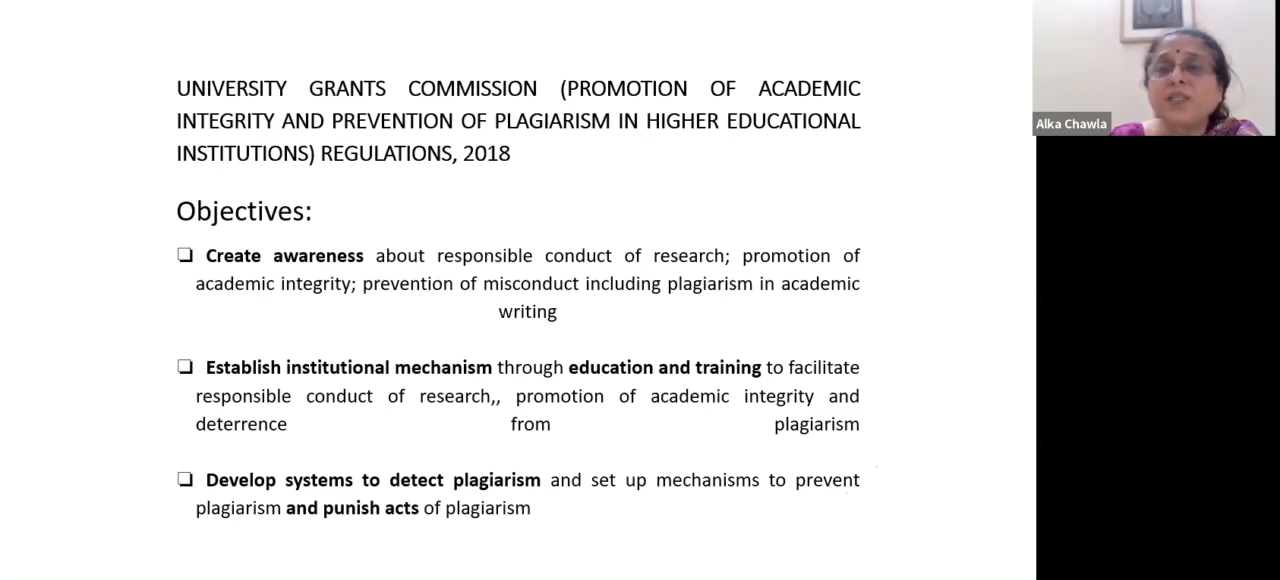 UNIVERSITY GRANTS COMMISSION (PROMOTION OF ACADEMIC
INTEGRITY AND PREVENTION OF PLAGIARISM IN HIGHER EDUCATIONAL
INSTITUTIONS) REGULATIONS, 2018
Objectives:
❑ Create awareness about responsible conduct of research; promotion of
academic integrity; prevention of misconduct including plagiarism in academic
writing
❑ Establish institutional mechanism through education and training to facilitate
responsible conduct of research,, promotion of academic integrity and
deterrence from plagiarism
❑ Develop systems to detect plagiarism and set up mechanisms to prevent
plagiarism and punish acts of plagiarism
Alka Chawla